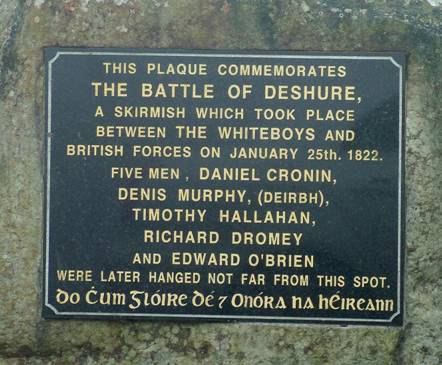 THIS PLAQUE COMMEMORATES
THE BATTLE OF DESHURE,
A SKIRMISH WHICH TOOK PLACE
BETWEEN THE WHITEBOYS AND
BRITISH FORCES ON JANUARY 25th. 1822.
FIVE MEN, DANIEL CRONIN,
DENIS MURPHY, (DEIRBH),
TIMOTHY HALLAHAN,
RICHARD DROMEY
AND EDWARD O'BRIEN
WERE LATER HANGED NOT FAR FROM THIS SPOT.
Do Ċum Glóire Dé ⁊ Onóra na hÉireann